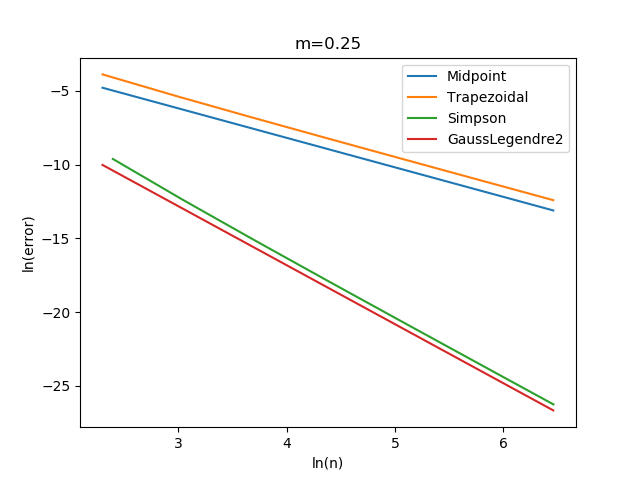 m=0.25
Midpoint
Trapezoidal
Simpson
GaussLegendre2
ln(error)
−5
−10
−15
−20
−25
3 4 5 6
ln(n)